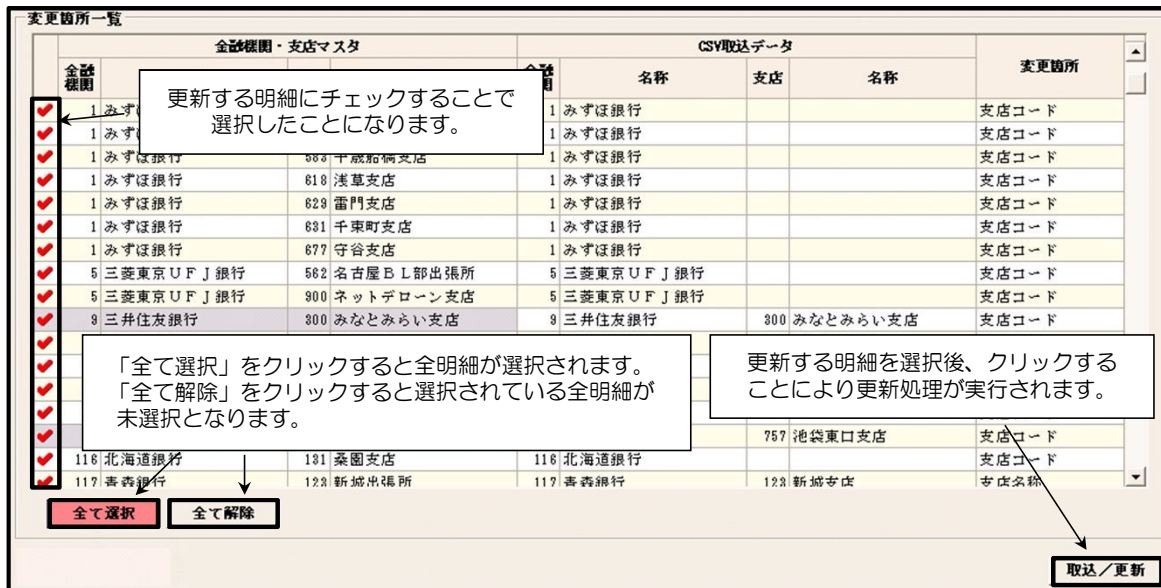 変更箇所一覧
金融機関・支店マスタ CSV取込データ 変更箇所
金融機関 名称 支店 名称
更新する明細にチェックすることで
選択したことになります。
1 みずほ 1 みずほ銀行 支店コード
1 みずほ 1 みずほ銀行 支店コード
1 みずほ銀行 583 千歳船橋支店 1 みずほ銀行 支店コード
1 みずほ銀行 618 浅草支店 1 みずほ銀行 支店コード
1 みずほ銀行 629 雷門支店 1 みずほ銀行 支店コード
1 みずほ銀行 631 千束町支店 1 みずほ銀行 支店コード
1 みずほ銀行 677 守谷支店 1 みずほ銀行 支店コード
5 三菱東京UFJ銀行 562 名古屋BL部出張所 5 三菱東京UFJ銀行 支店コード
5 三菱東京UFJ銀行 900 ネットデローン支店 5 三菱東京UFJ銀行 支店コード
9 三井住友銀行 300 みなとみらい支店 9 三井住友銀行 300 みなとみらい支店 支店コード
「全て選択」をクリックすると全明細が選択されます。
「全て解除」をクリックすると選択されている全明細が
未選択となります。
更新する明細を選択後、クリックする
ことにより更新処理が実行されます。
757 池袋東口支店 支店コード
116 北海道銀行 131 桑園支店 116 北海道銀行 支店コード
117 青森銀行 123 新城出張所 117 青森銀行 123 新城支店 支店名称
全て選択 全て解除
取込/更新